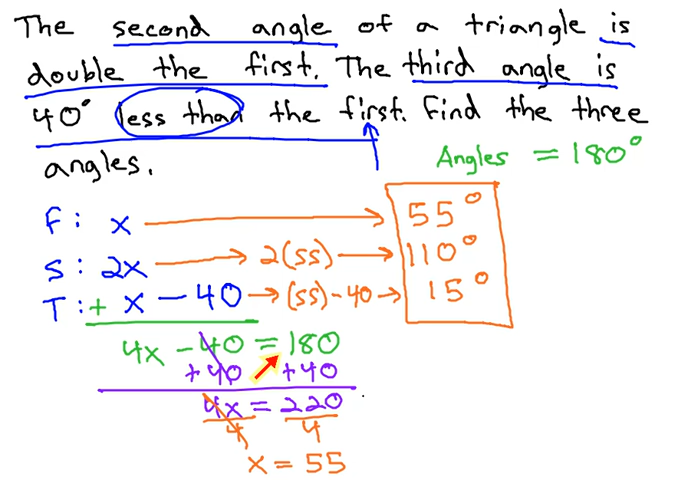 The second angle of a triangle is
double the first. The third angle is
40° less than the first. Find the three
angles.
Angles = 180°
F: x → 55°
S: 2x → 2(55) → 110°
T: + x - 40 → (55) - 40 → 15°
4x - 40 = 180
+40 +40
4x = 220
4 4
x = 55